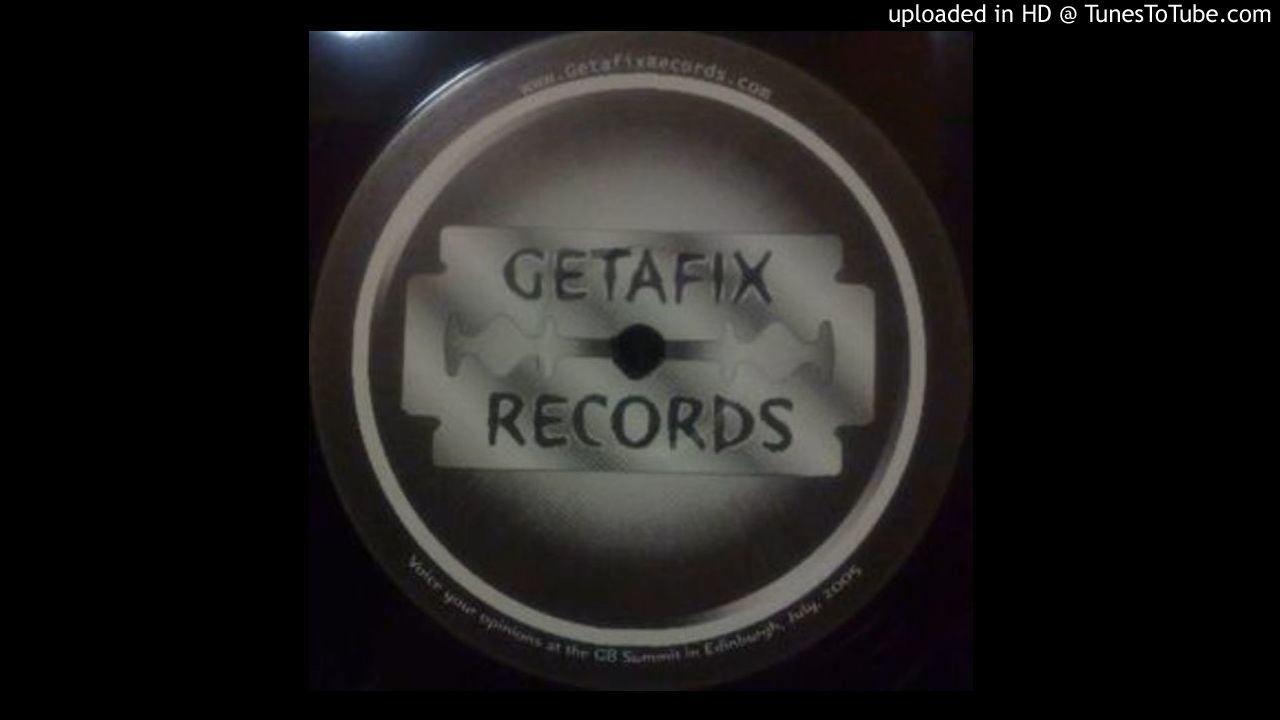 uploaded in HD @ TunesToTube.com
www.GetafixRecords.com
GETAFIX
RECORDS
Voice your opinions at the G8 Summit in Edinburgh, July, 2005